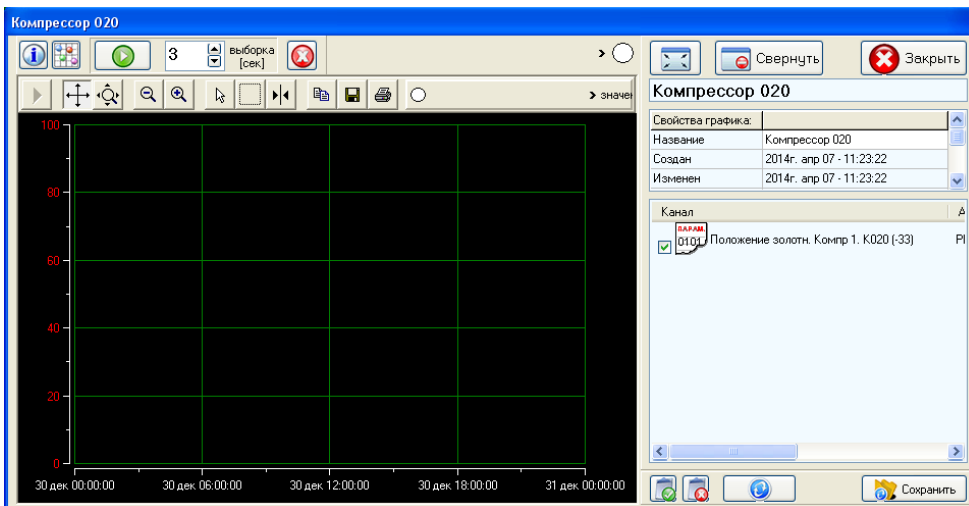 Компрессор 020
3
выборка
[сек]
>
> значе
100
80
60
40
20
0
30 дек 00:00:00 30 дек 06:00:00 30 дек 12:00:00 30 дек 18:00:00 31 дек 00:00:00
Свернуть
Закрыть
Компрессор 020
Свойства графика:
Название Компрессор 020
Создан 2014г. апр 07 - 11:23:22
Изменен 2014г. апр 07 - 11:23:22
Канал
ПАРАМ.
0101
Положение золотн. Компр 1. К020 (-33)
Сохранить